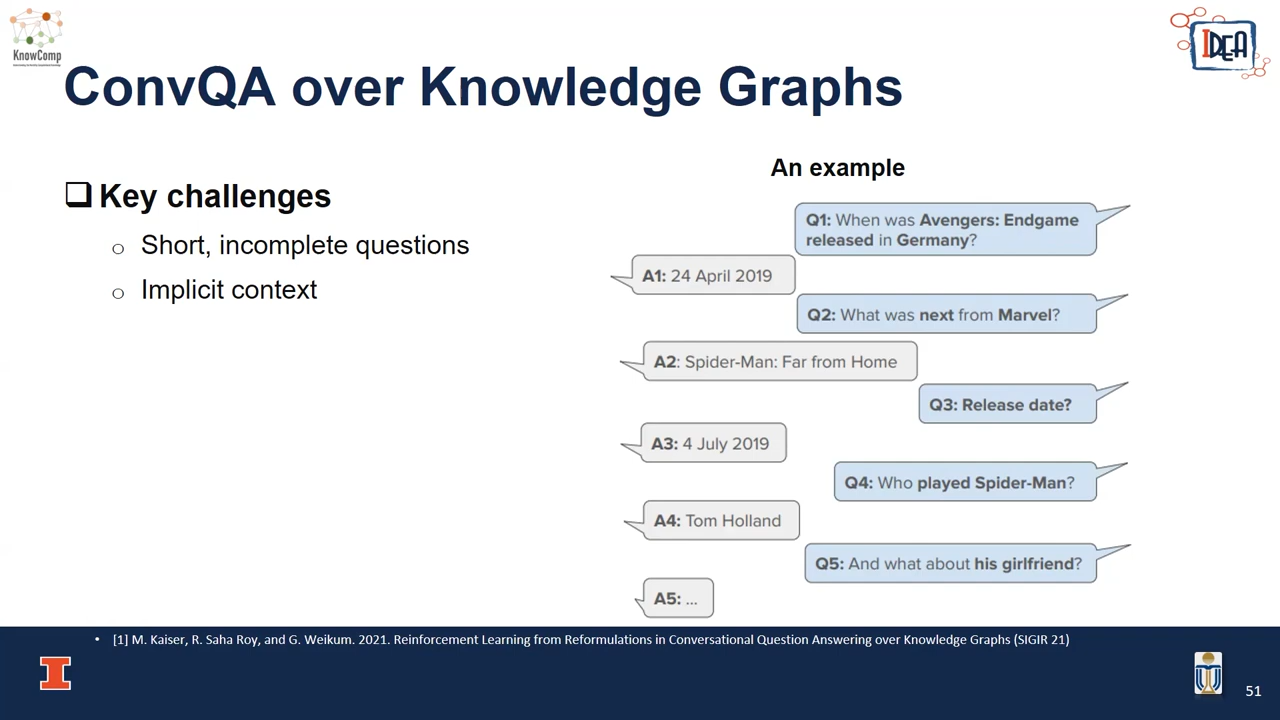 KnowComp
IDEA
ConvQA over Knowledge Graphs
Key challenges
Short, incomplete questions
Implicit context
An example
Q1: When was Avengers: Endgame
released in Germany?
A1: 24 April 2019
Q2: What was next from Marvel?
A2: Spider-Man: Far from Home
Q3: Release date?
A3: 4 July 2019
Q4: Who played Spider-Man?
A4: Tom Holland
Q5: And what about his girlfriend?
A5: ...
• [1] M. Kaiser, R. Saha Roy, and G. Weikum. 2021. Reinforcement Learning from Reformulations in Conversational Question Answering over Knowledge Graphs (SIGIR 21)
I
51